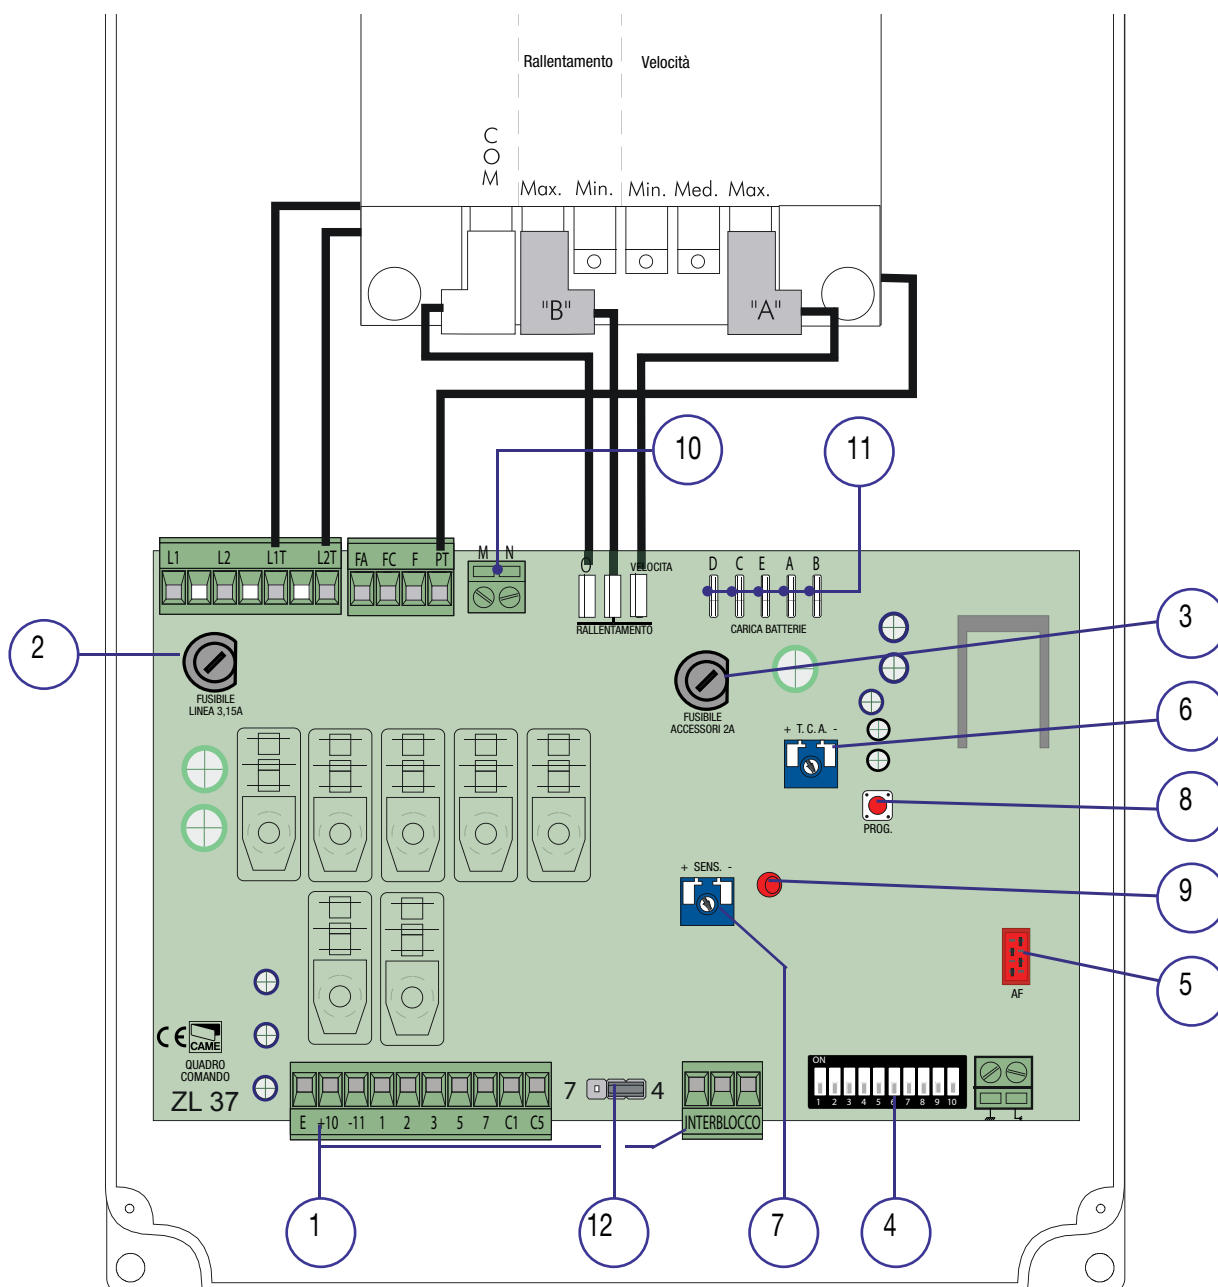 Rallentamento Velocità
COM
Max. Min. Min. Med. Max.
"B" "A"
10
11
L1 L2 L1T L2T
FA FC F PT
M N
0 VELOCITA
RALLENTAMENTO
D C E A B
CARICA BATTERIE
2
FUSIBILE
LINEA 3,15A
3
FUSIBILE
ACCESSORI 2A
6
+ T. C. A. -
8
PROG.
+ SENS. -
9
5
AF
CE
CAME
QUADRO
COMANDO
ZL 37
E +10 -11 1 2 3 5 7 C1 C5
7 4
INTERBLOCCO
ON
1 2 3 4 5 6 7 8 9 10
1
12
7
4